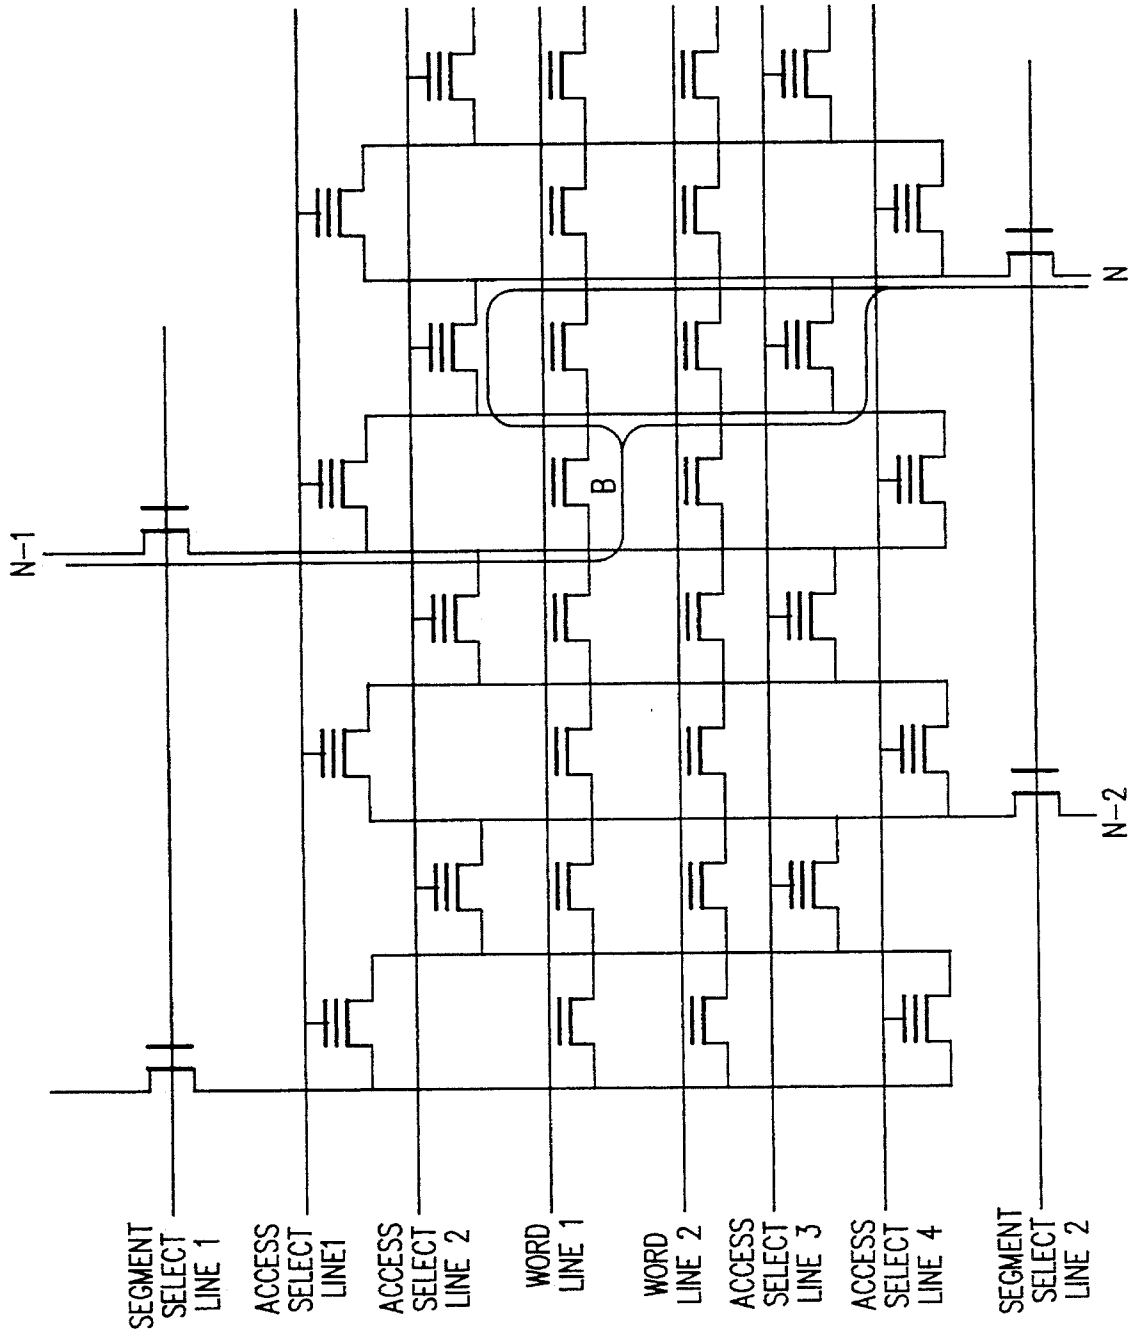 N-1
B
N-2
N
SEGMENT
SELECT
LINE 1
ACCESS
SELECT
LINE1
ACCESS
SELECT
LINE 2
WORD
LINE 1
WORD
LINE 2
ACCESS
SELECT
LINE 3
ACCESS
SELECT
LINE 4
SEGMENT
SELECT
LINE 2